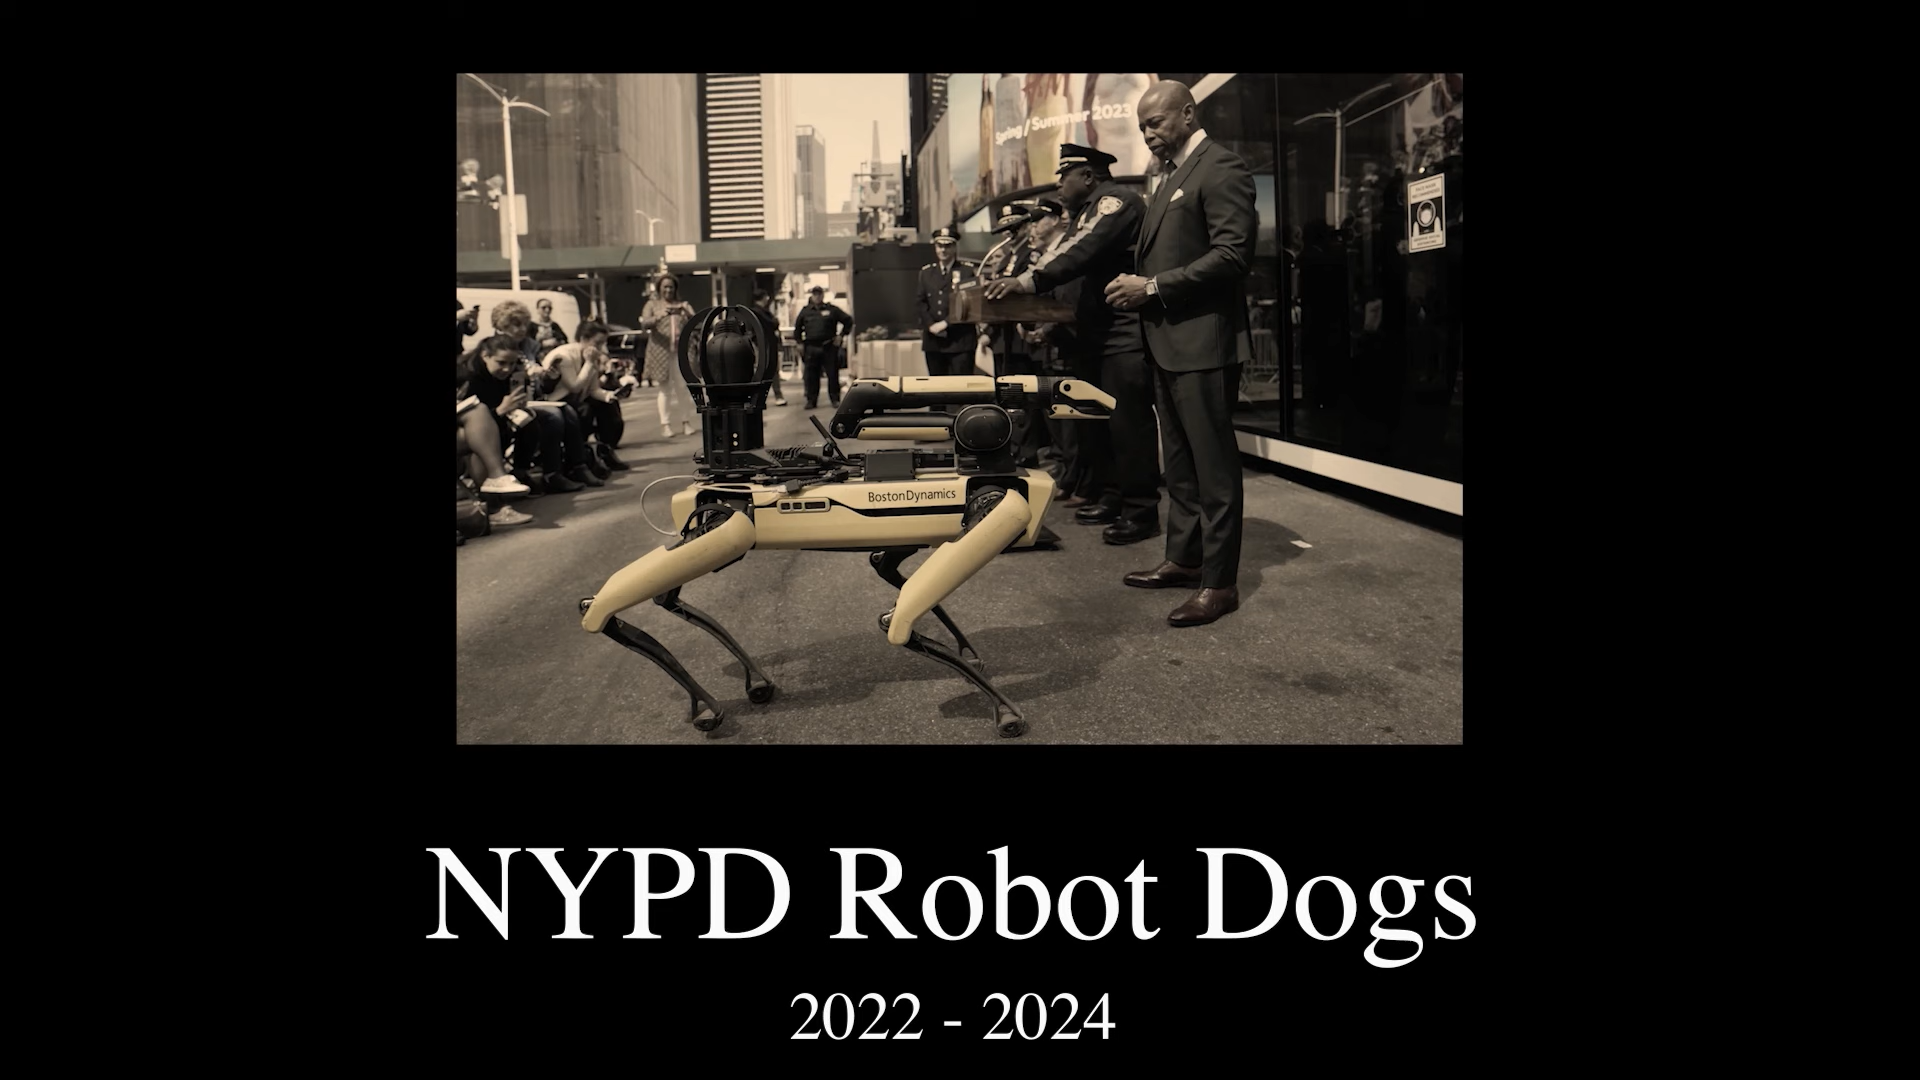 Spring / Summer 2023
BostonDynamics
NYPD Robot Dogs
2022 - 2024